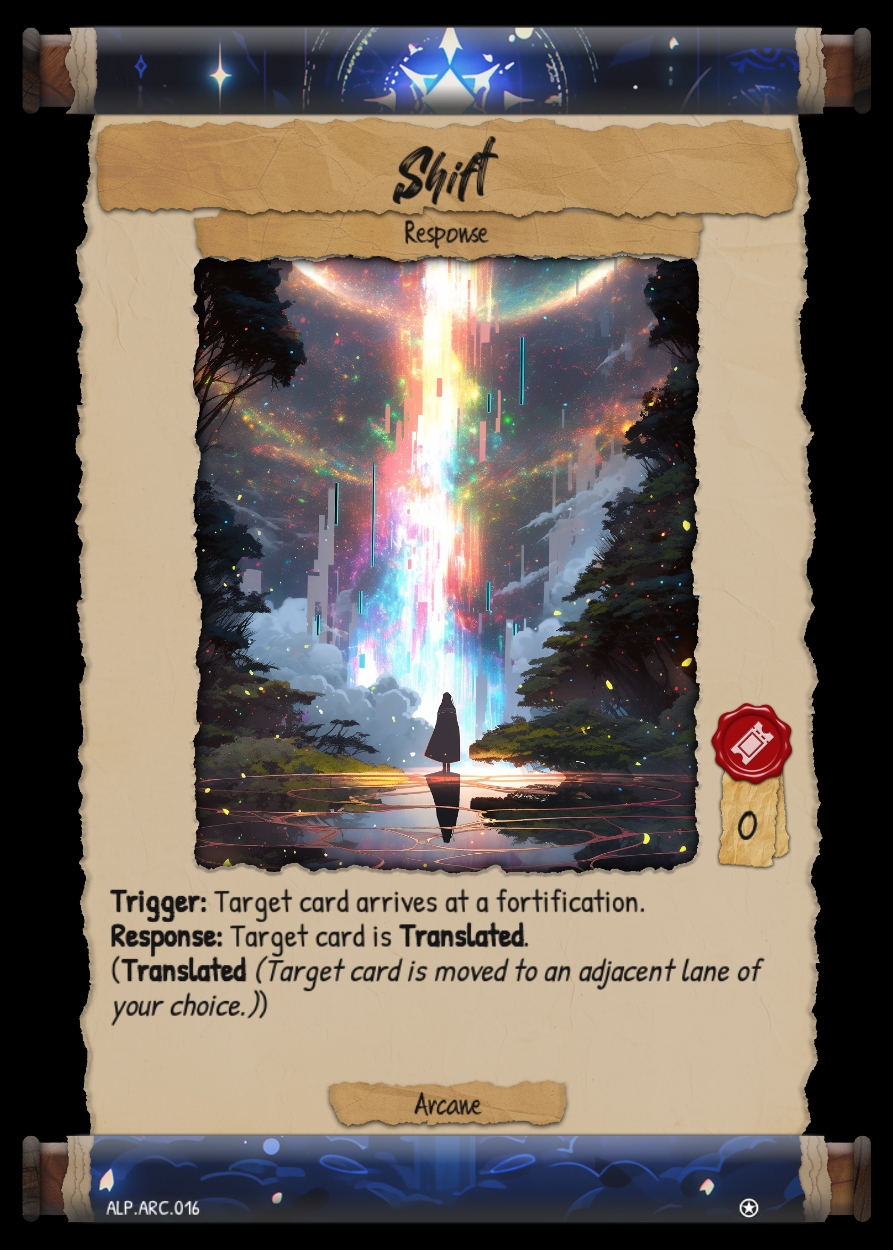 Shift
Response
0
Trigger: Target card arrives at a fortification.
Response: Target card is Translated.
(Translated (Target card is moved to an adjacent lane of
your choice.))
Arcane
ALP.ARC.016